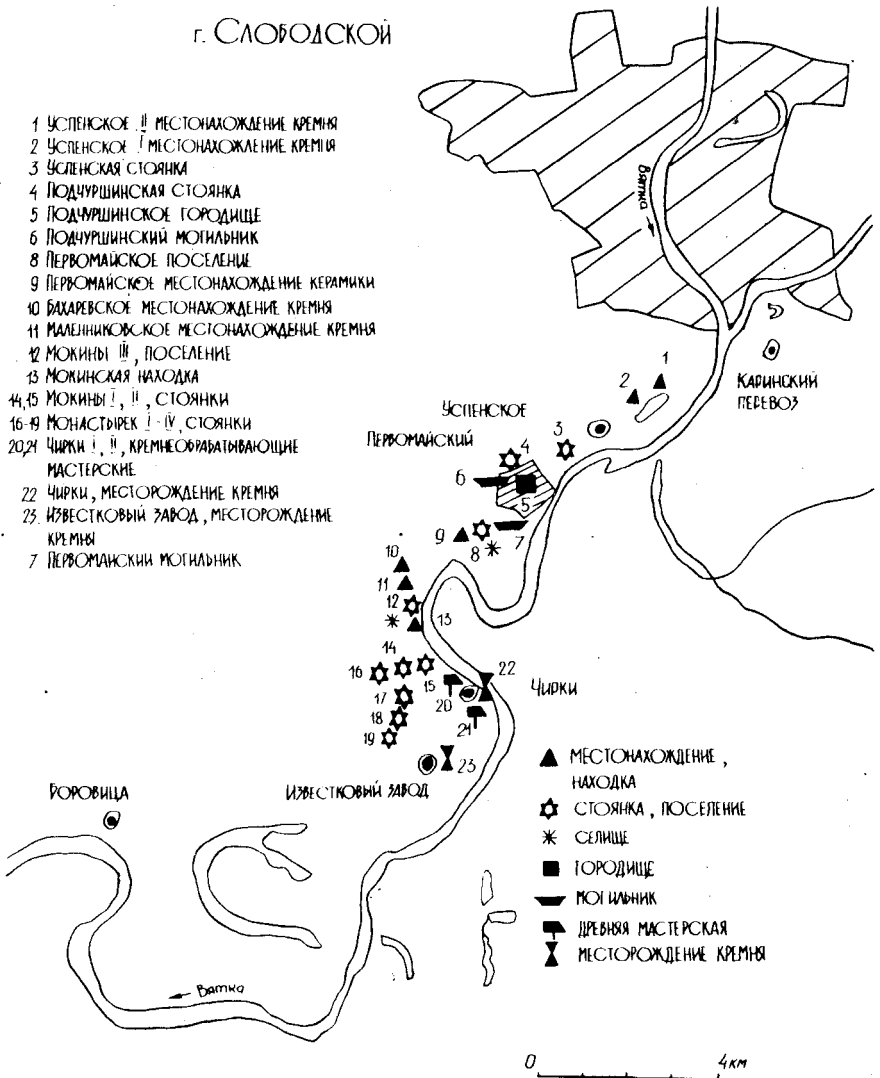 г. СЛОБОДСКОЙ
1 УСПЕНСКОЕ II МЕСТОНАХОЖДЕНИЕ КРЕМНЯ
2 УСПЕНСКОЕ I МЕСТОНАХОЖДЕНИЕ КРЕМНЯ
3 УСПЕНСКАЯ СТОЯНКА
4 ПОДЧУРШИНСКАЯ СТОЯНКА
5 ПОДЧУРШИНСКОЕ ГОРОДИЩЕ
6 ПОДЧУРШИНСКИЙ МОГИЛЬНИК
8 ПЕРВОМАЙСКОЕ ПОСЕЛЕНИЕ
9 ПЕРВОМАЙСКОЕ МЕСТОНАХОЖДЕНИЕ КЕРАМИКИ
10 БАХАРЕВСКОЕ МЕСТОНАХОЖДЕНИЕ КРЕМНЯ
11 МАЛЕННИКОВСКОЕ МЕСТОНАХОЖДЕНИЕ КРЕМНЯ
12 МОКИНЫ III, ПОСЕЛЕНИЕ
13 МОКИНСКАЯ НАХОДКА
14,15 МОКИНЫ I, II, СТОЯНКИ
16-19 МОНАСТЫРЕК I-IV, СТОЯНКИ
20,21 ЧИРКИ I, II, КРЕМНЕОБРАБАТЫВАЮЩИЕ
МАСТЕРСКИЕ
22 ЧИРКИ, МЕСТОРОЖДЕНИЕ КРЕМНЯ
23. ИЗВЕСТКОВЫЙ ЗАВОД, МЕСТОРОЖДЕНИЕ
КРЕМНЯ
7 ПЕРВОМАЙСКИЙ МОГИЛЬНИК
Вятка
1
2
КАРИНСКИЙ
ПЕРЕВОЗ
УСПЕНСКОЕ
ПЕРВОМАЙСКИЙ
3
4
6
5
7
9
8
10
11
12
13
14
15
16
17
18
19
20
21
22
23
ЧИРКИ
БОРОВИЦА
ИЗВЕСТКОВЫЙ ЗАВОД
МЕСТОНАХОЖДЕНИЕ,
НАХОДКА
СТОЯНКА, ПОСЕЛЕНИЕ
СЕЛИЩЕ
ГОРОДИЩЕ
МОГИЛЬНИК
ДРЕВНЯЯ МАСТЕРСКАЯ
МЕСТОРОЖДЕНИЕ КРЕМНЯ
Вятка
0 4км